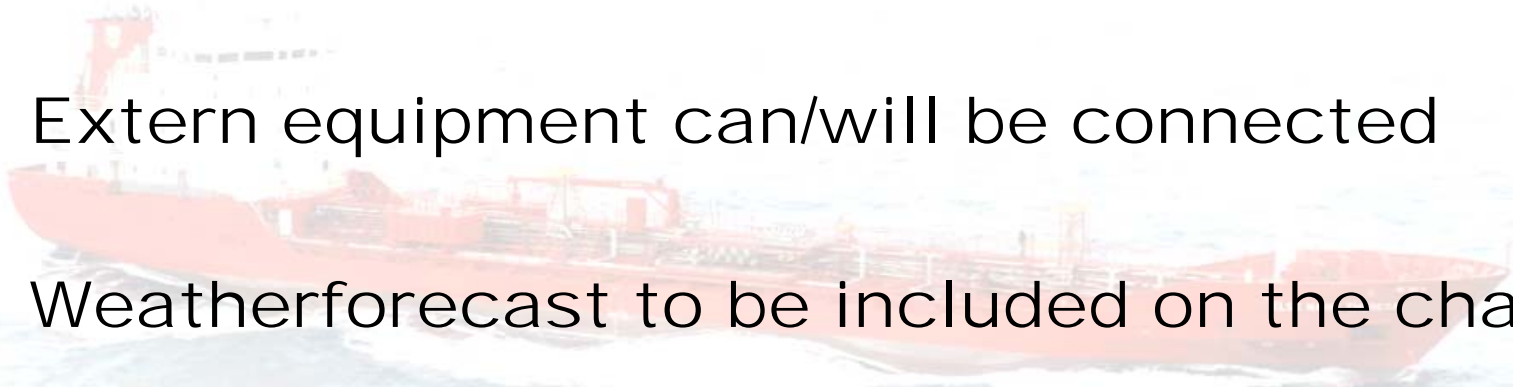 Extern equipment can/will be connected
Weatherforecast to be included on the cha